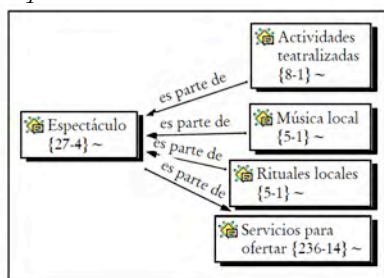 Actividades
teatralizadas
{8-1} ~
es parte de
Espectáculo
{27-4} ~
es parte de
Música local
{5-1} ~
es parte de
Rituales locales
{5-1} ~
es parte de
Servicios para
ofertar {236-14} ~